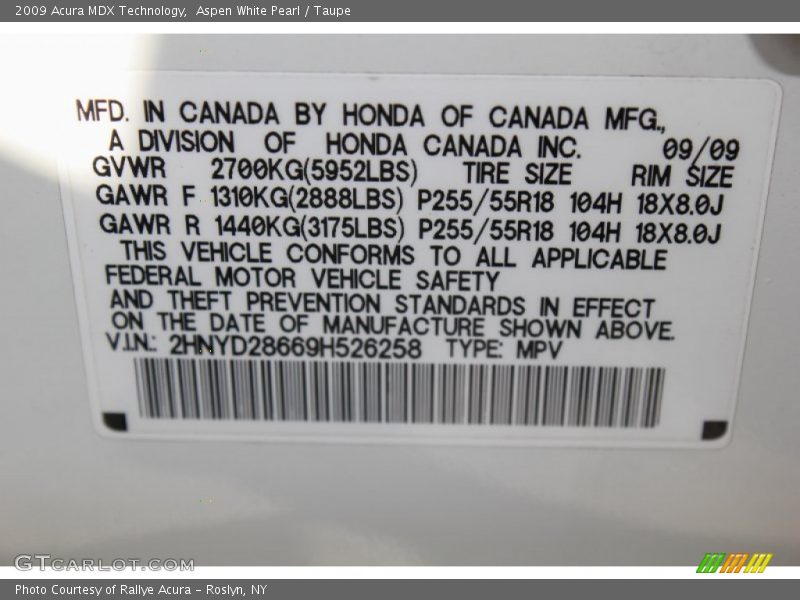 2009 Acura MDX Technology, Aspen White Pearl / Taupe
MFD. IN CANADA BY HONDA OF CANADA MFG.,
A DIVISION OF HONDA CANADA INC. 09/09
GVWR 2700KG(5952LBS) TIRE SIZE RIM SIZE
GAWR F 1310KG(2888LBS) P255/55R18 104H 18X8.0J
GAWR R 1440KG(3175LBS) P255/55R18 104H 18X8.0J
THIS VEHICLE CONFORMS TO ALL APPLICABLE
FEDERAL MOTOR VEHICLE SAFETY
AND THEFT PREVENTION STANDARDS IN EFFECT
ON THE DATE OF MANUFACTURE SHOWN ABOVE.
V.I.N.: 2HNYD28669H526258 TYPE: MPV
GTCARLOT.COM
Photo Courtesy of Rallye Acura - Roslyn, NY